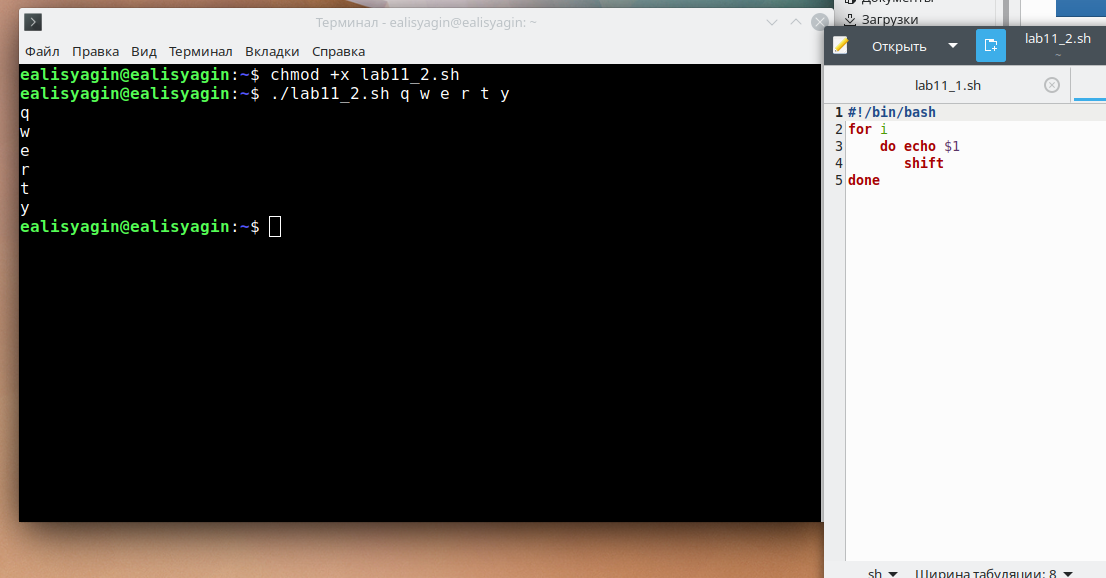 Терминал - ealisyagin@ealisyagin: ~
Файл Правка Вид Терминал Вкладки Справка
ealisyagin@ealisyagin:~$ chmod +x lab11_2.sh
ealisyagin@ealisyagin:~$ ./lab11_2.sh q w e r t y
q
w
e
r
t
y
ealisyagin@ealisyagin:~$
Документы
Загрузки
Открыть
lab11_2.sh
~
lab11_1.sh
1 #!/bin/bash
2 for i
3 do echo $1
4 shift
5 done
sh Ширина табуляции: 8